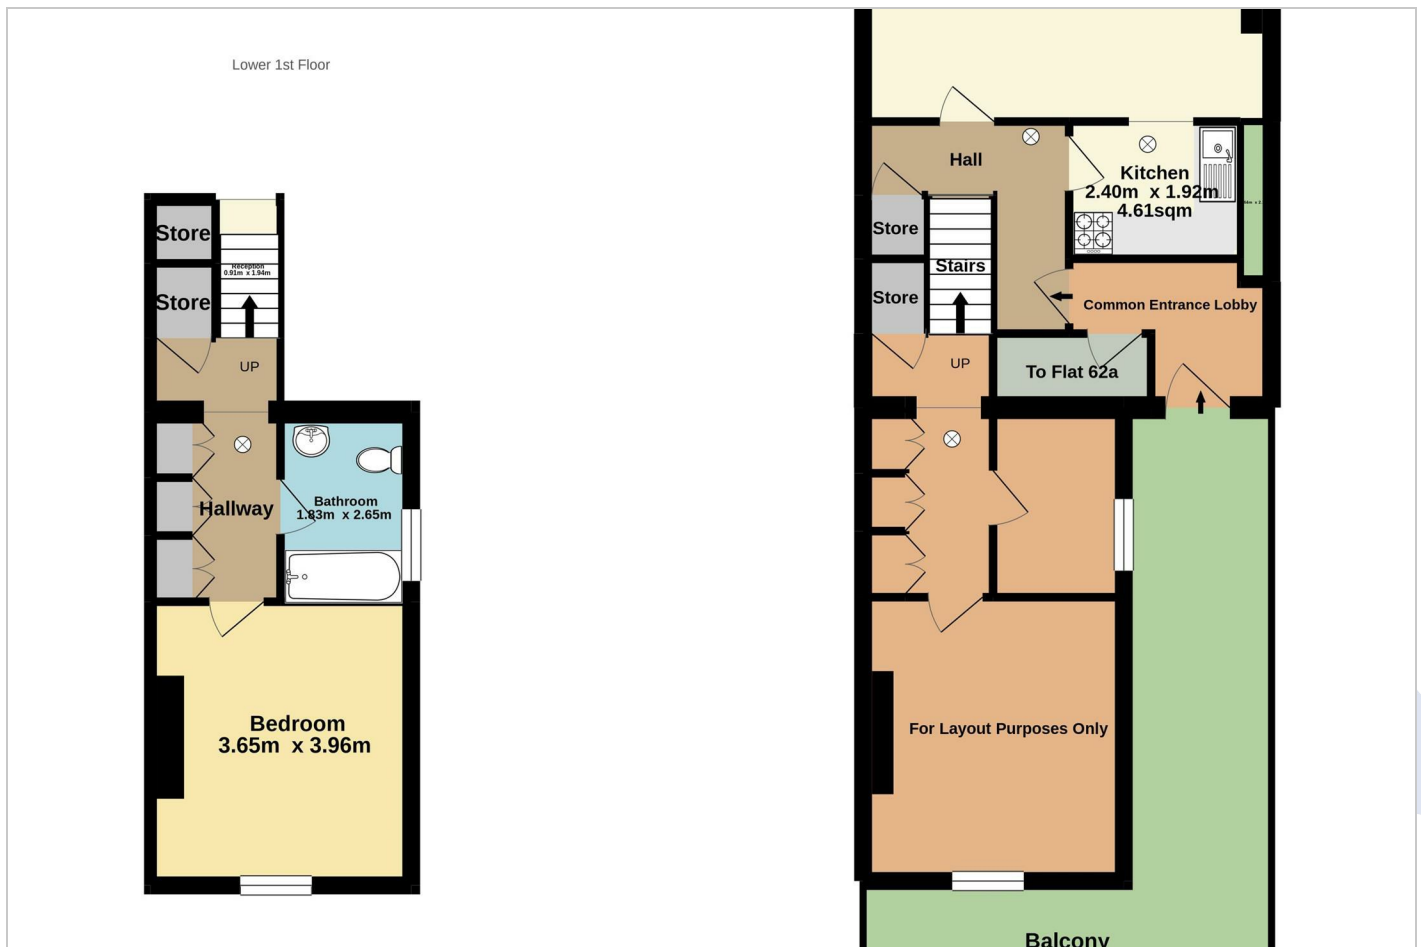 Lower 1st Floor
Store
Reception
0.91m x 1.94m
Store
UP
Hallway
Bathroom
1.83m x 2.65m
Bedroom
3.65m x 3.96m
Hall
Kitchen
2.40m x 1.92m
4.61sqm
Store
Stairs
Store
Common Entrance Lobby
UP
To Flat 62a
For Layout Purposes Only
Balcony